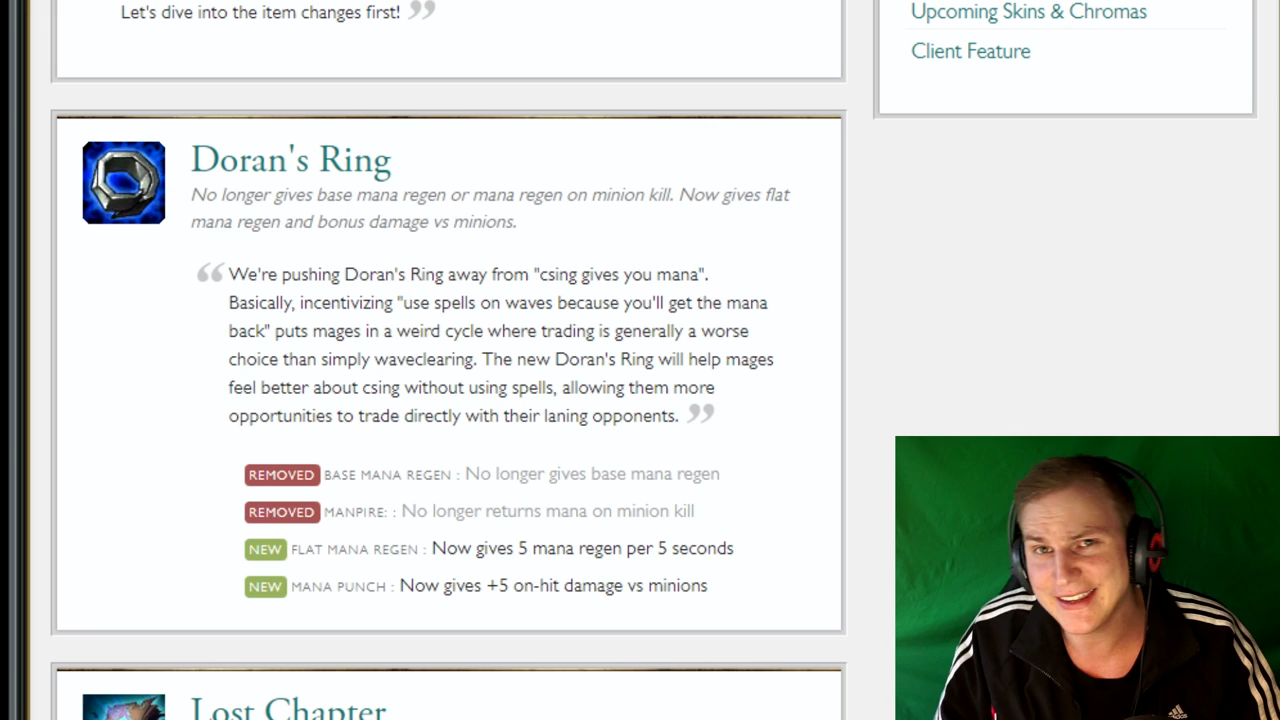 Let's dive into the item changes first! ”
Upcoming Skins & Chromas
Client Feature
Doran's Ring
No longer gives base mana regen or mana regen on minion kill. Now gives flat
mana regen and bonus damage vs minions.
“ We're pushing Doran's Ring away from "csing gives you mana".
Basically, incentivizing "use spells on waves because you'll get the mana
back" puts mages in a weird cycle where trading is generally a worse
choice than simply waveclearing. The new Doran's Ring will help mages
feel better about csing without using spells, allowing them more
opportunities to trade directly with their laning opponents. ”
REMOVED BASE MANA REGEN : No longer gives base mana regen
REMOVED MANPIRE: : No longer returns mana on minion kill
NEW FLAT MANA REGEN : Now gives 5 mana regen per 5 seconds
NEW MANA PUNCH : Now gives +5 on-hit damage vs minions
Lost Chapter
adidas